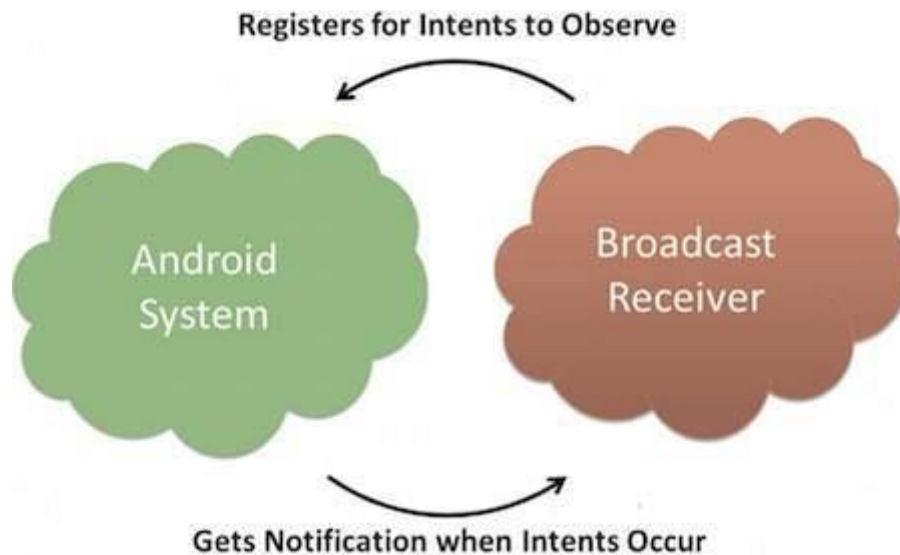 Registers for Intents to Observe
Android
System
Broadcast
Receiver
Gets Notification when Intents Occur